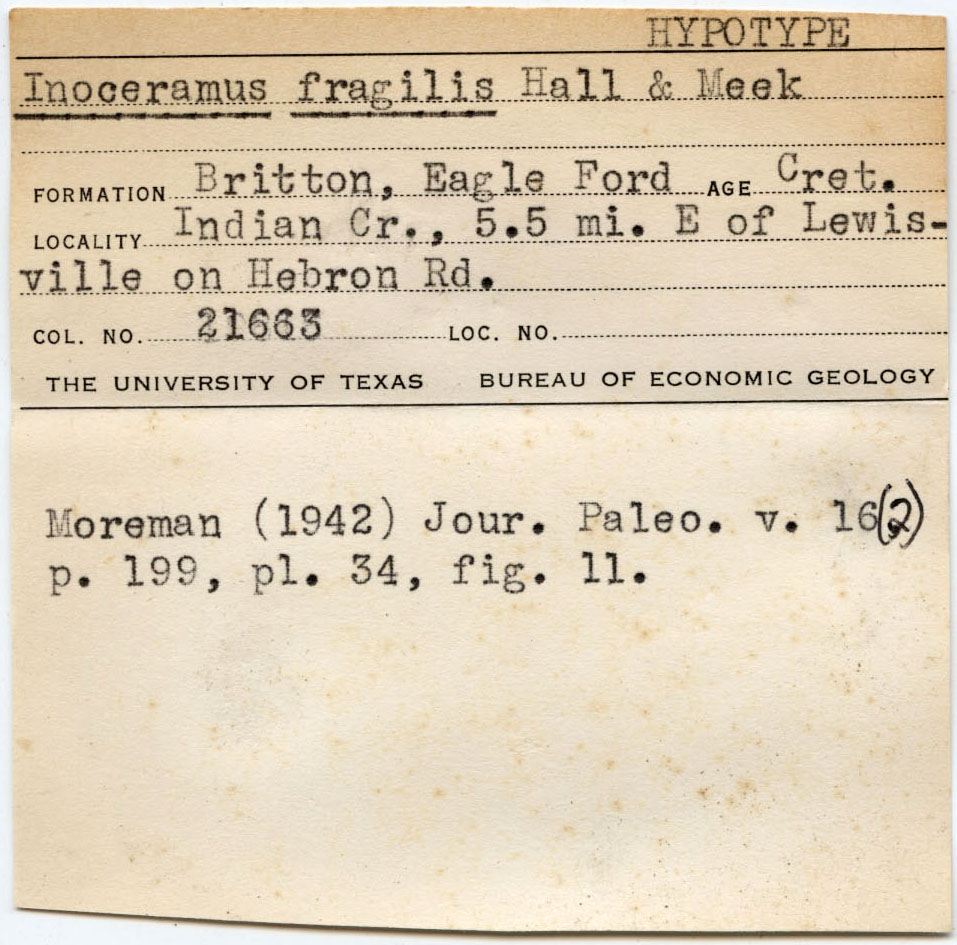 HYPOTYPE
Inoceramus fragilis Hall & Meek
FORMATION Britton, Eagle Ford AGE Cret.
LOCALITY Indian Cr., 5.5 mi. E of Lewis-
ville on Hebron Rd.
COL. NO. 21663 LOC. NO.
THE UNIVERSITY OF TEXAS BUREAU OF ECONOMIC GEOLOGY
Moreman (1942) Jour. Paleo. v. 16(2)
p. 199, pl. 34, fig. 11.